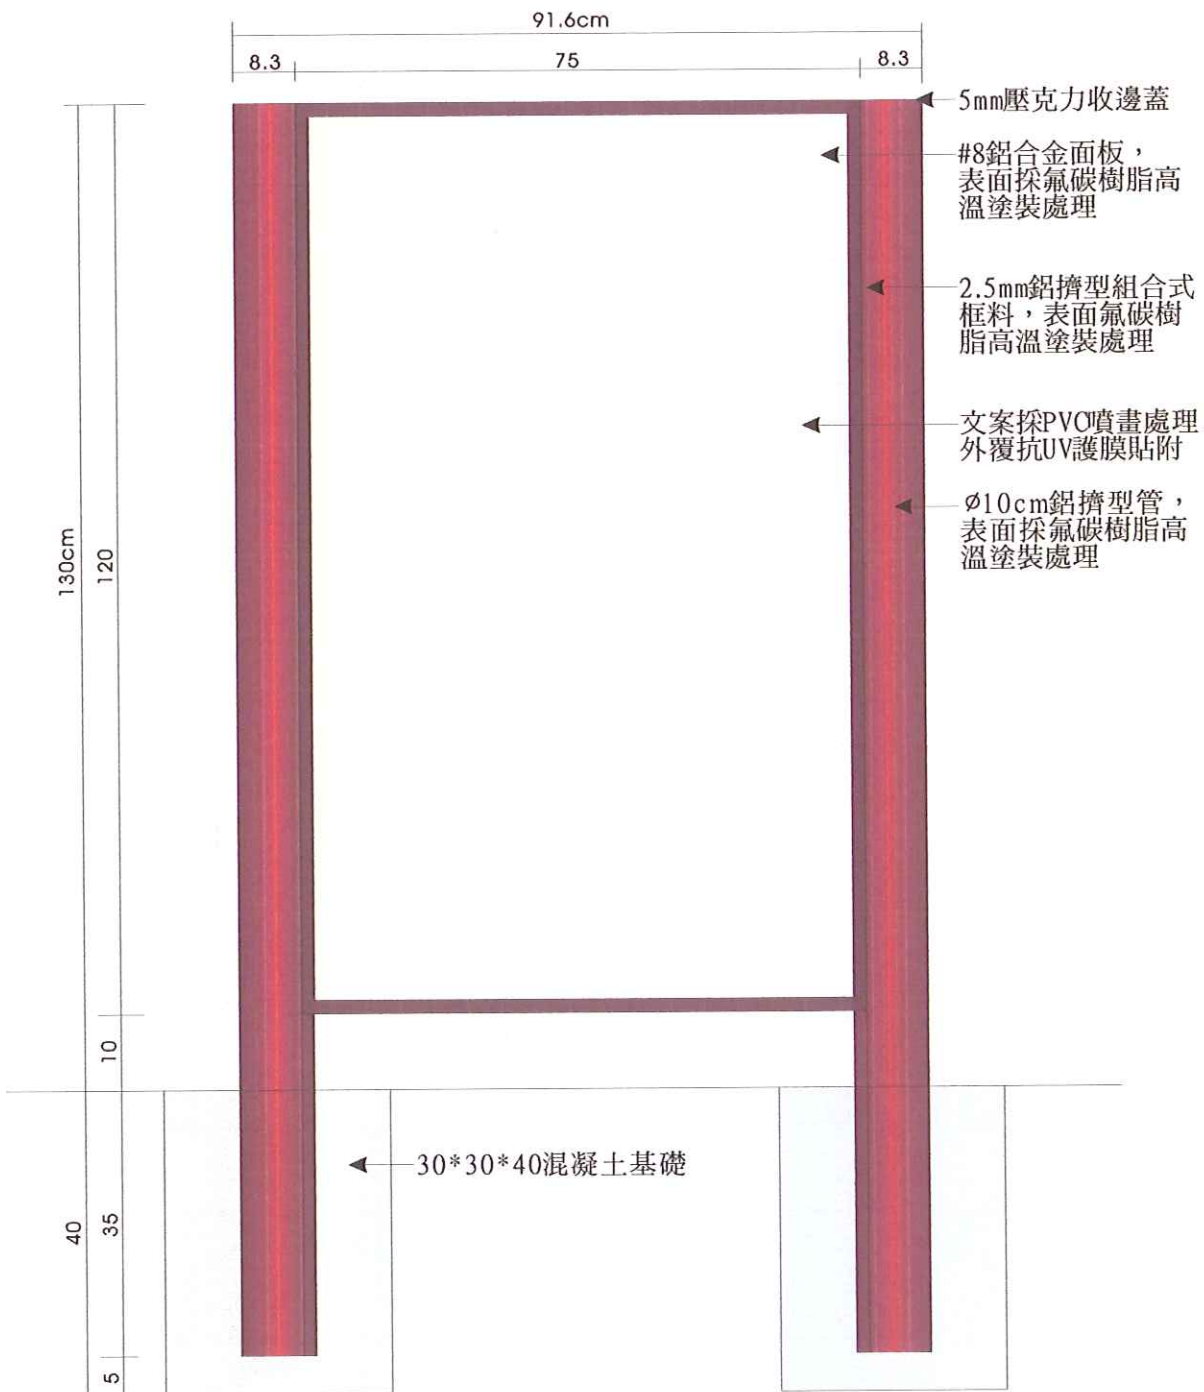 91.6cm
8.3
75
8.3
5mm壓克力收邊蓋
#8鋁合金面板，
表面採氟碳樹脂高
溫塗裝處理
2.5mm鋁擠型組合式
框料，表面氟碳樹
脂高溫塗裝處理
文案採PVC噴畫處理
外覆抗UV護膜貼附
Ø10cm鋁擠型管，
表面採氟碳樹脂高
溫塗裝處理
130cm
120
10
30*30*40混凝土基礎
40
35
5